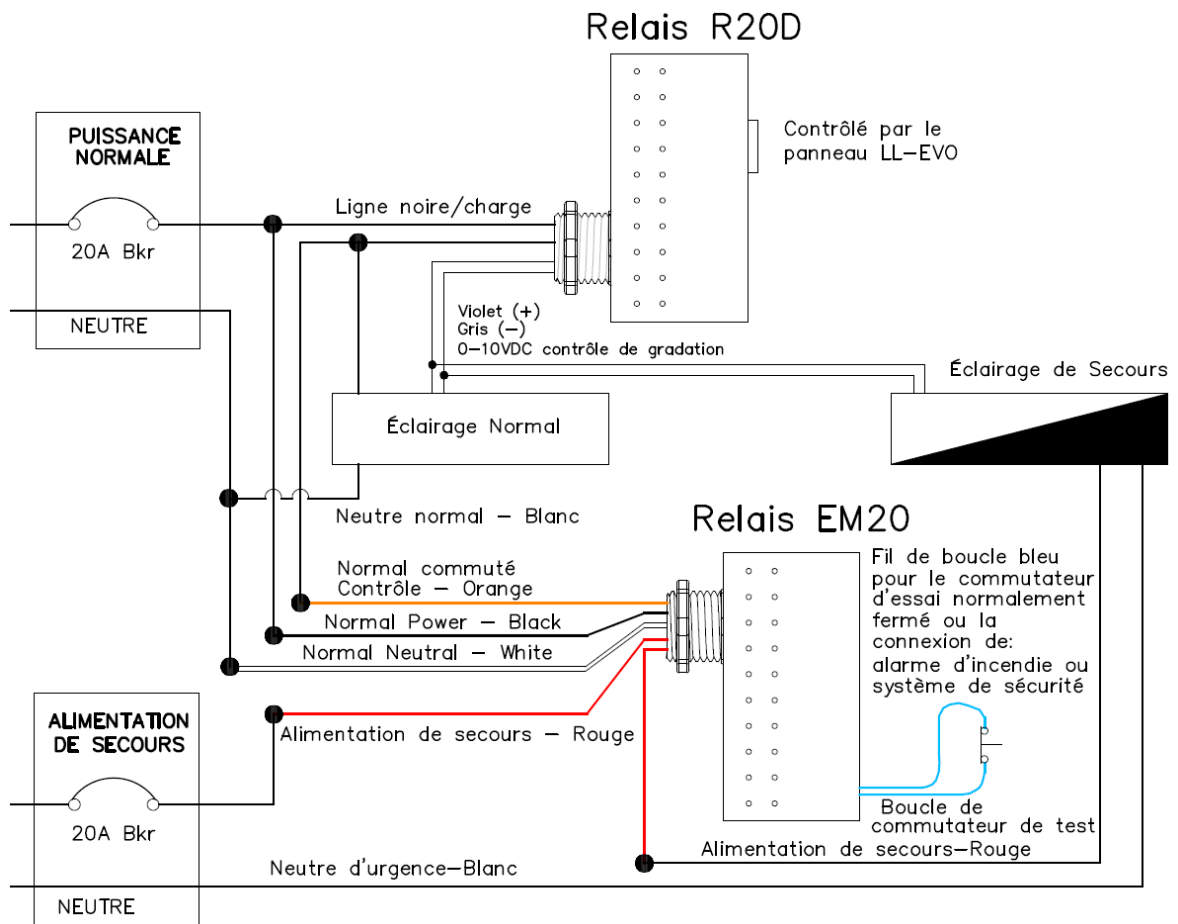 Relais R20D
PUISSANCE
NORMALE
20A Bkr
NEUTRE
Ligne noire/charge
Contrôlé par le
panneau LL-EVO
Violet (+)
Gris (-)
0-10VDC contrôle de gradation
Éclairage Normal
Éclairage de Secours
Neutre normal - Blanc
Relais EM20
Normal commuté
Contrôle - Orange
Normal Power - Black
Normal Neutral - White
Alimentation de secours - Rouge
Fil de boucle bleu
pour le commutateur
d'essai normalement
fermé ou la
connexion de:
alarme d'incendie ou
système de sécurité
Boucle de
commutateur de test
Alimentation de secours-Rouge
ALIMENTATION
DE SECOURS
20A Bkr
Neutre d'urgence-Blanc
NEUTRE